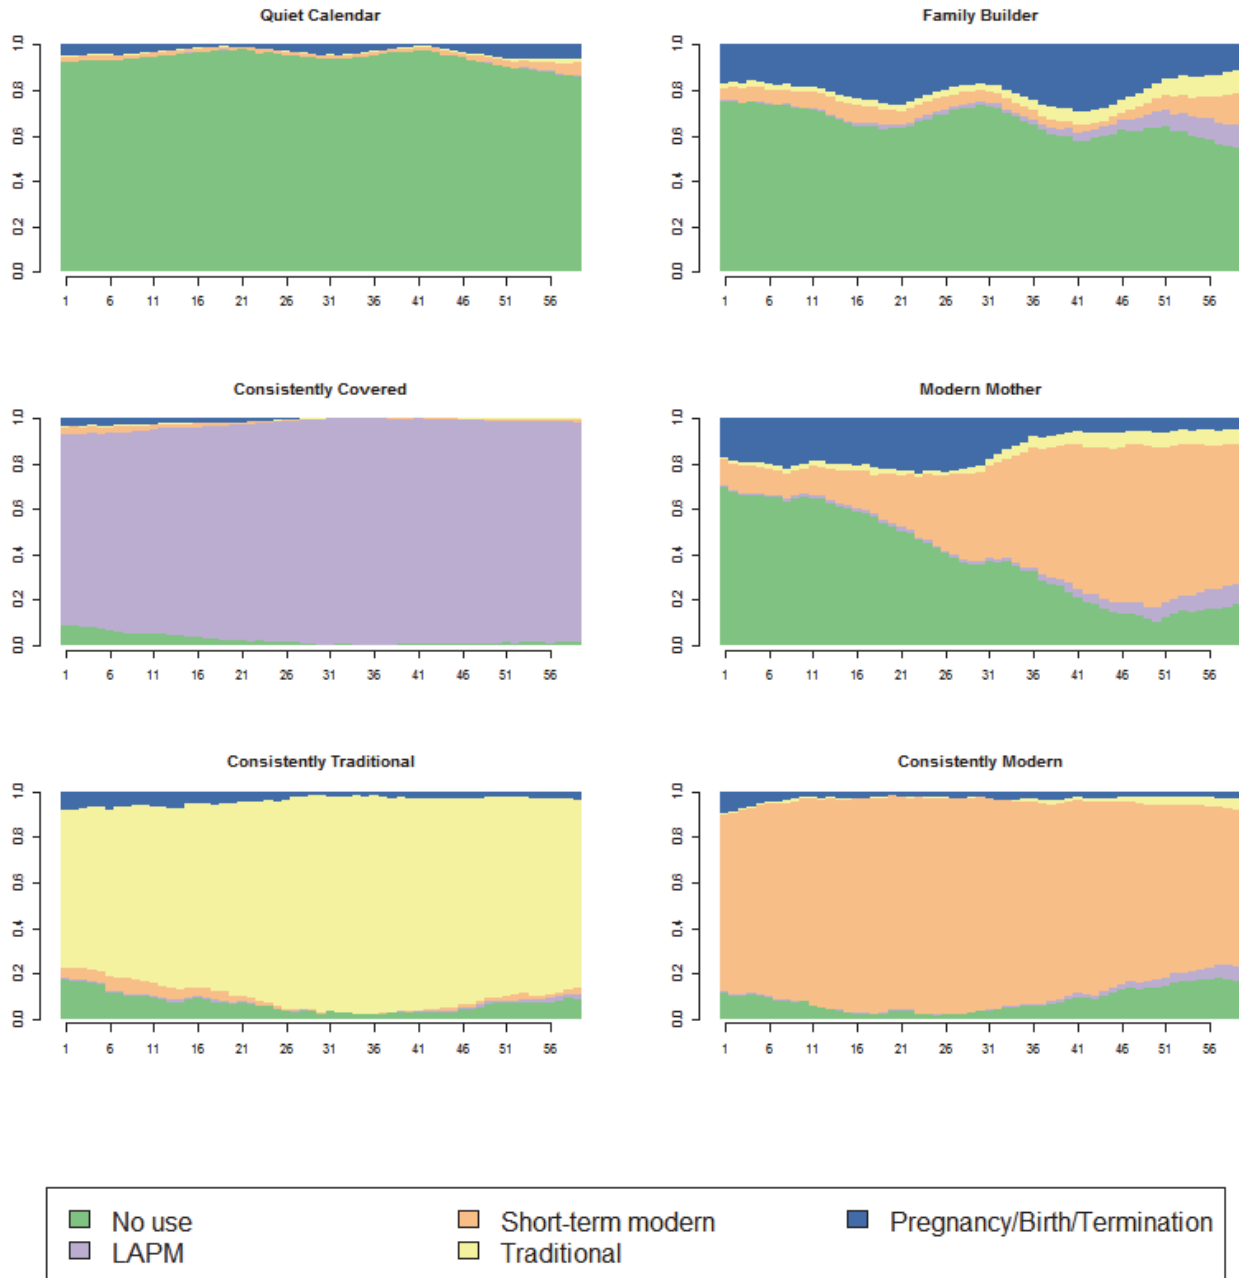 Quiet Calendar
Family Builder
1.0
0.8
0.6
0.4
0.2
0.0
1 6 11 16 21 26 31 36 41 46 51 56
1.0
0.8
0.6
0.4
0.2
0.0
1 6 11 16 21 26 31 36 41 46 51 56
Consistently Covered
Modern Mother
1.0
0.8
0.6
0.4
0.2
0.0
1 6 11 16 21 26 31 36 41 46 51 56
1.0
0.8
0.6
0.4
0.2
0.0
1 6 11 16 21 26 31 36 41 46 51 56
Consistently Traditional
Consistently Modern
1.0
0.8
0.6
0.4
0.2
0.0
1 6 11 16 21 26 31 36 41 46 51 56
1.0
0.8
0.6
0.4
0.2
0.0
1 6 11 16 21 26 31 36 41 46 51 56
No use
Short-term modern
Pregnancy/Birth/Termination
LAPM
Traditional